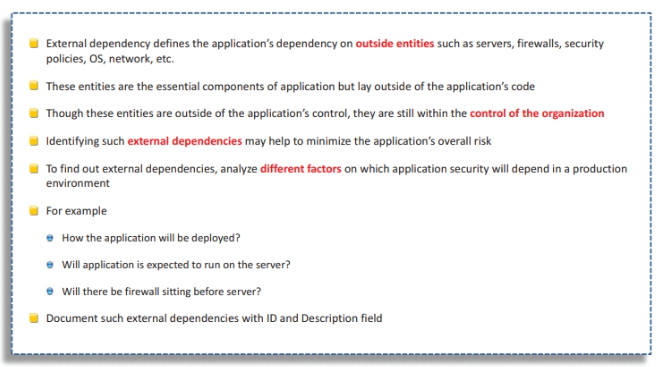 External dependency defines the application's dependency on outside entities such as servers, firewalls, security
policies, OS, network, etc.
These entities are the essential components of application but lay outside of the application's code
Though these entities are outside of the application's control, they are still within the control of the organization
Identifying such external dependencies may help to minimize the application's overall risk
To find out external dependencies, analyze different factors on which application security will depend in a production
environment
For example
How the application will be deployed?
Will application is expected to run on the server?
Will there be firewall sitting before server?
Document such external dependencies with ID and Description field